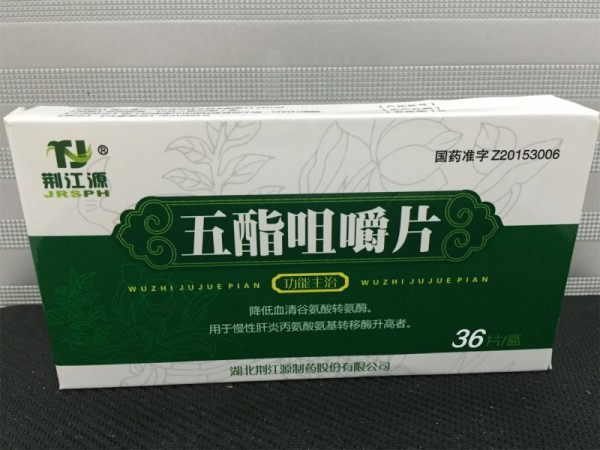 TJ®
荆江源
JRSPH
国药准字 Z20153006
五酯咀嚼片
WUZHI JUJUE PIAN
功能主治
WUZHI JUJUE PIAN
降低血清谷氨酸转氨酶。
用于慢性肝炎丙氨酸氨基转移酶升高者。
36片/盒
湖北荆江源制药股份有限公司